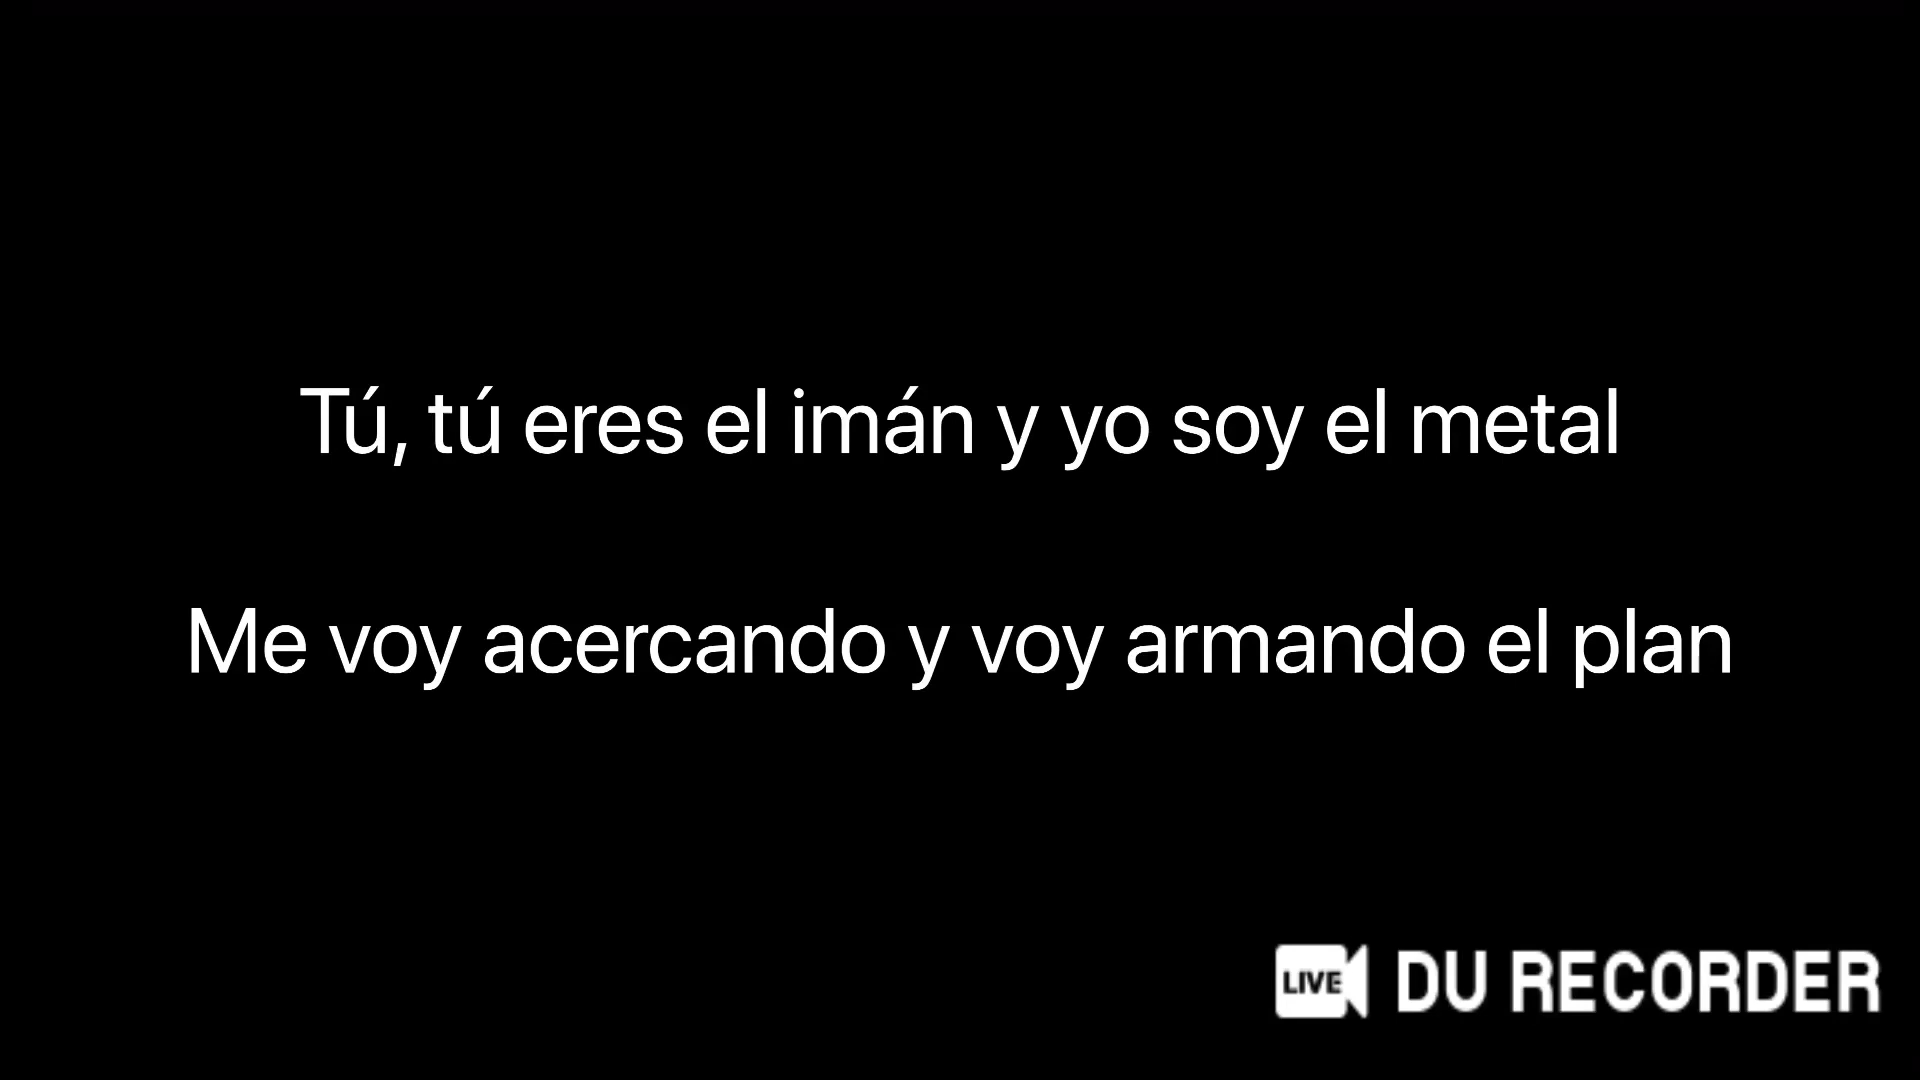 Tú, tú eres el imán y yo soy el metal
Me voy acercando y voy armando el plan
LIVE DU RECORDER